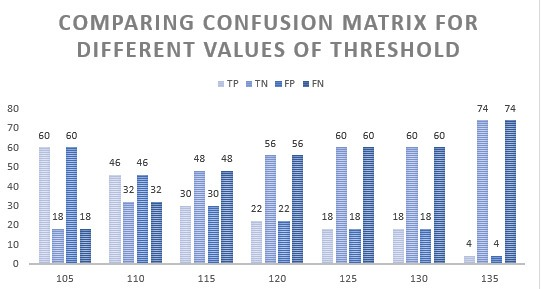 COMPARING CONFUSION MATRIX FOR
DIFFERENT VALUES OF THRESHOLD
TP TN FP FN
80
70
60
50
40
30
20
10
0
60 18 60 18
46 32 46 32
30 48 30 48
22 56 22 56
18 60 18 60
18 60 18 60
4 74 4 74
105 110 115 120 125 130 135